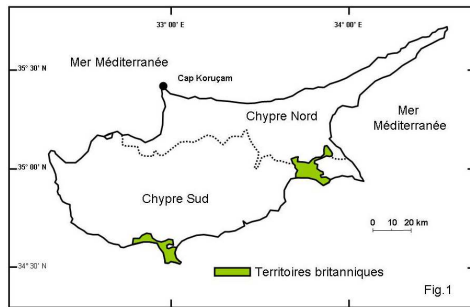 33° 00' E
34° 00' E
35° 30' N
Mer Méditerranée
Cap Koruçam
Chypre Nord
Mer
Méditerranée
35° 00' N
Chypre Sud
0 10 20 km
34° 30' N
Territoires britanniques
Fig.1